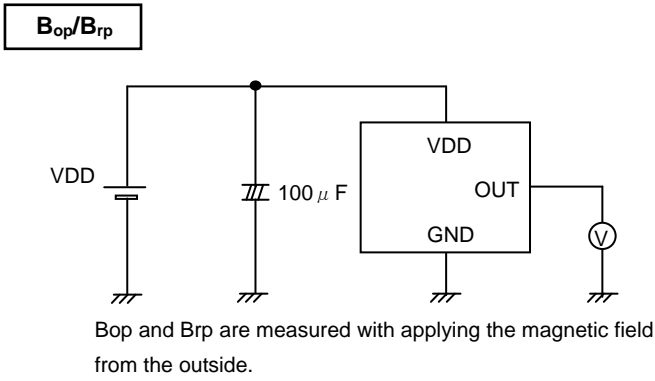 Bop/Brp
VDD
VDD
100 μ F
OUT
GND
V
Bop and Brp are measured with applying the magnetic field
from the outside.